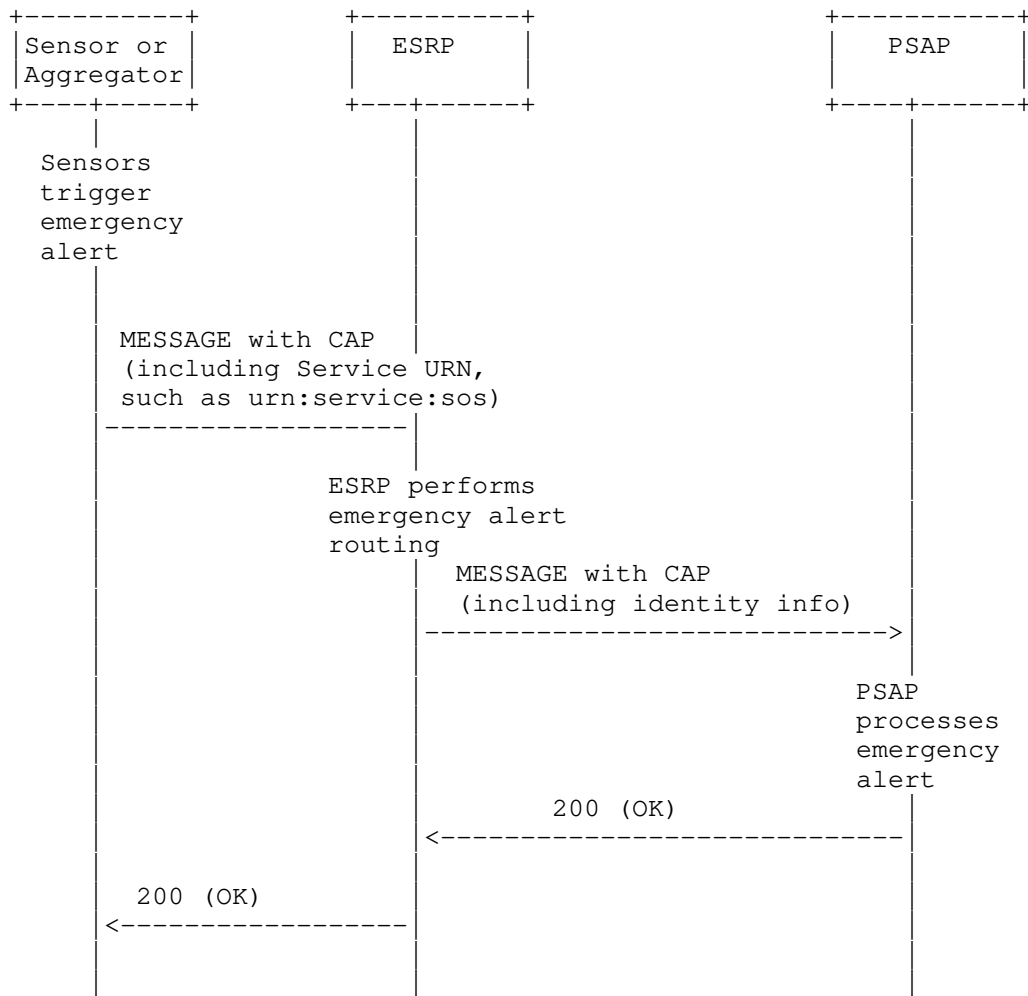 Sensor or
Aggregator
ESRP
PSAP
Sensors
trigger
emergency
alert
MESSAGE with CAP
(including Service URN,
such as urn:service:sos)
ESRP performs
emergency alert
routing
MESSAGE with CAP
(including identity info)
PSAP
processes
emergency
alert
200 (OK)
200 (OK)